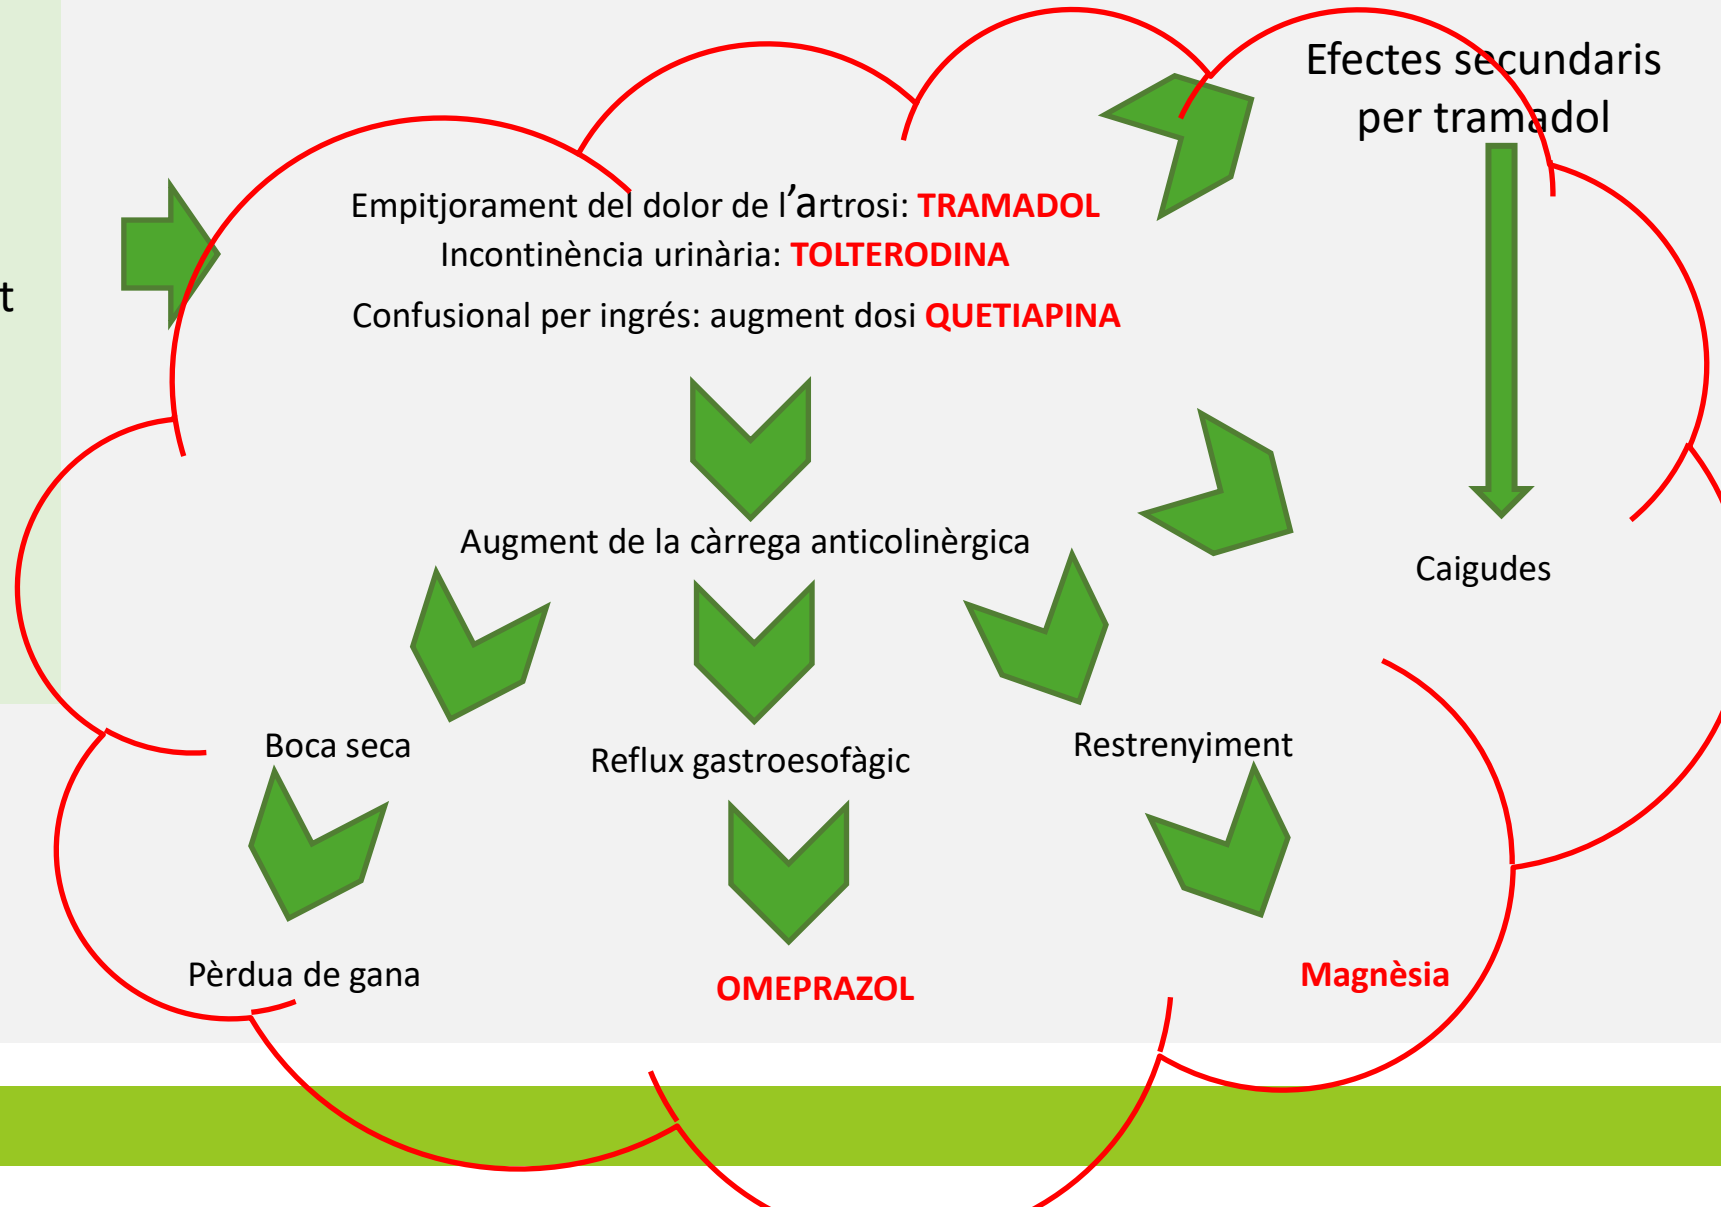 Efectes secundaris
per tramadol
Empitjorament del dolor de l'artrosi: TRAMADOL
Incontinència urinària: TOLTERODINA
t
Confusional per ingrés: augment dosi QUETIAPINA
Augment de la càrrega anticolinèrgica
Caigudes
Boca seca
Reflux gastroesofàgic
Restrenyiment
Pèrdua de gana
OMEPRAZOL
Magnèsia